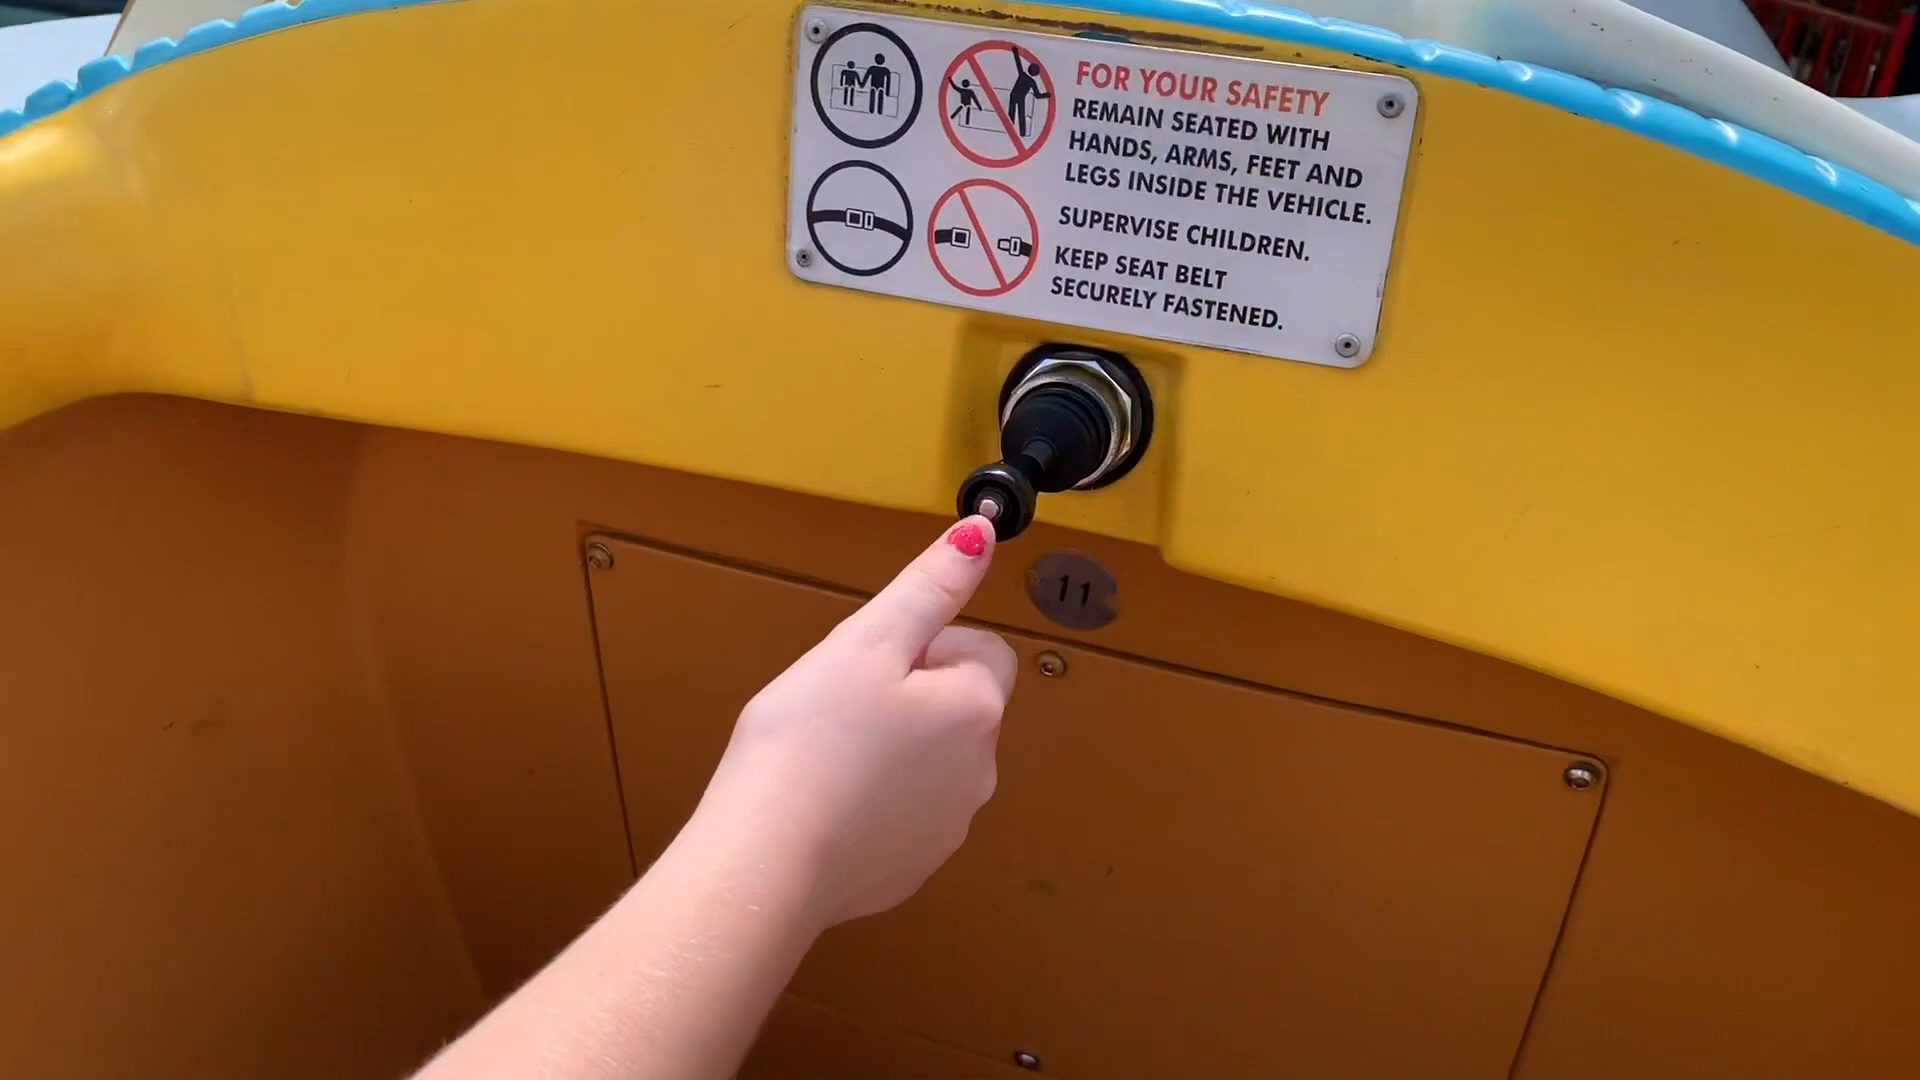 FOR YOUR SAFETY
REMAIN SEATED WITH
HANDS, ARMS, FEET AND
LEGS INSIDE THE VEHICLE.
SUPERVISE CHILDREN.
KEEP SEAT BELT
SECURELY FASTENED.
11